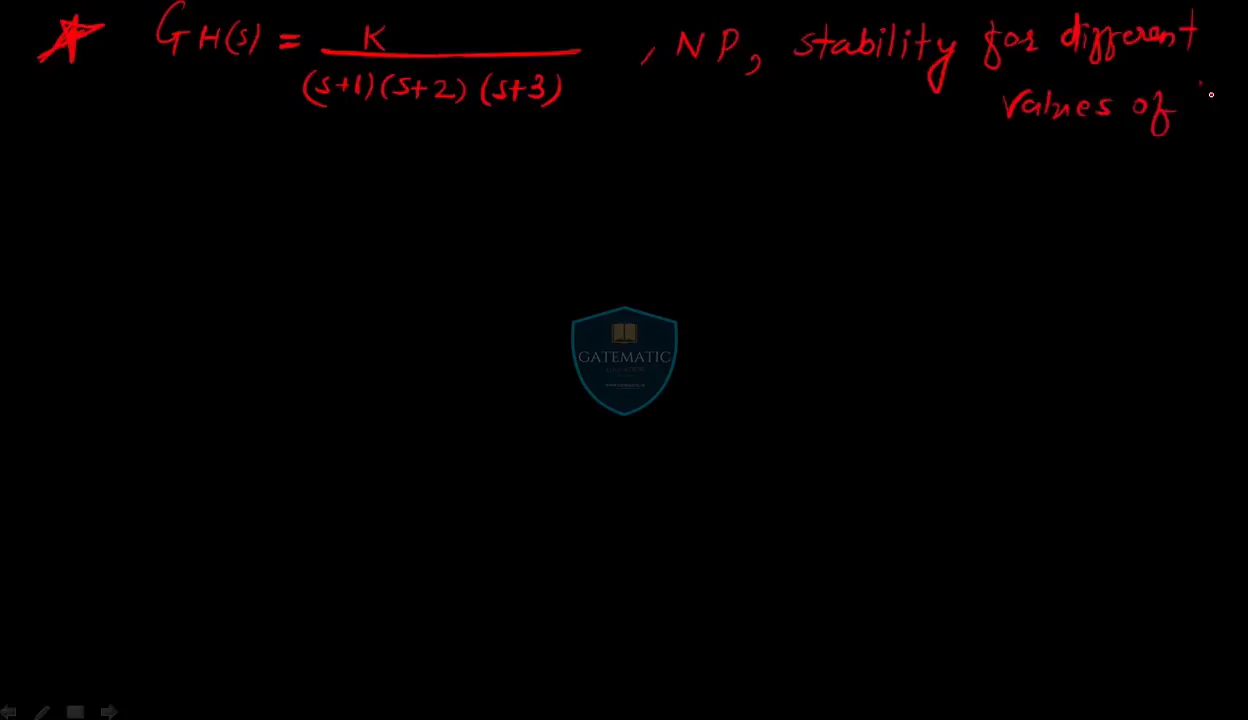 GH(s) = K / (s+1)(s+2)(s+3) , NP, stability for different
values of
GATEMATIC